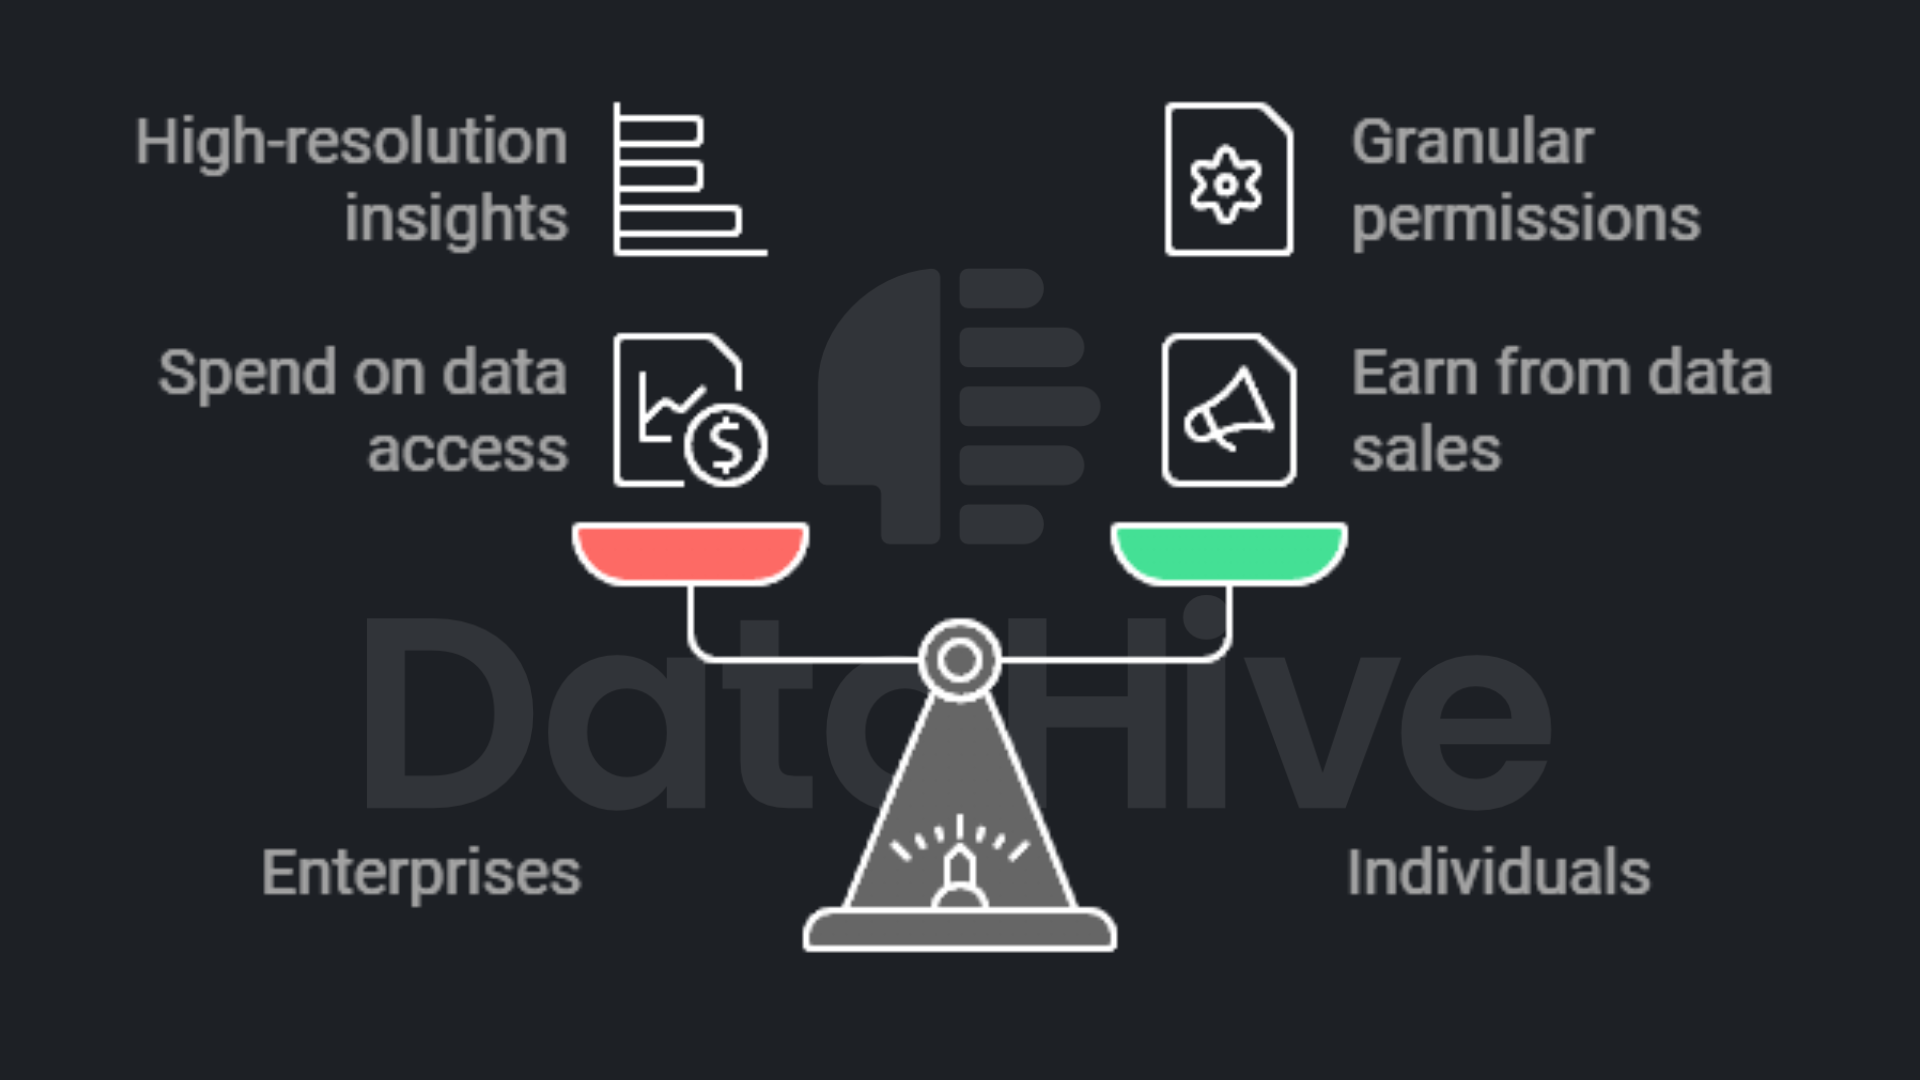 High-resolution
insights
Granular
permissions
Spend on data
access
$
Earn from data
sales
DataHive
Enterprises
Individuals